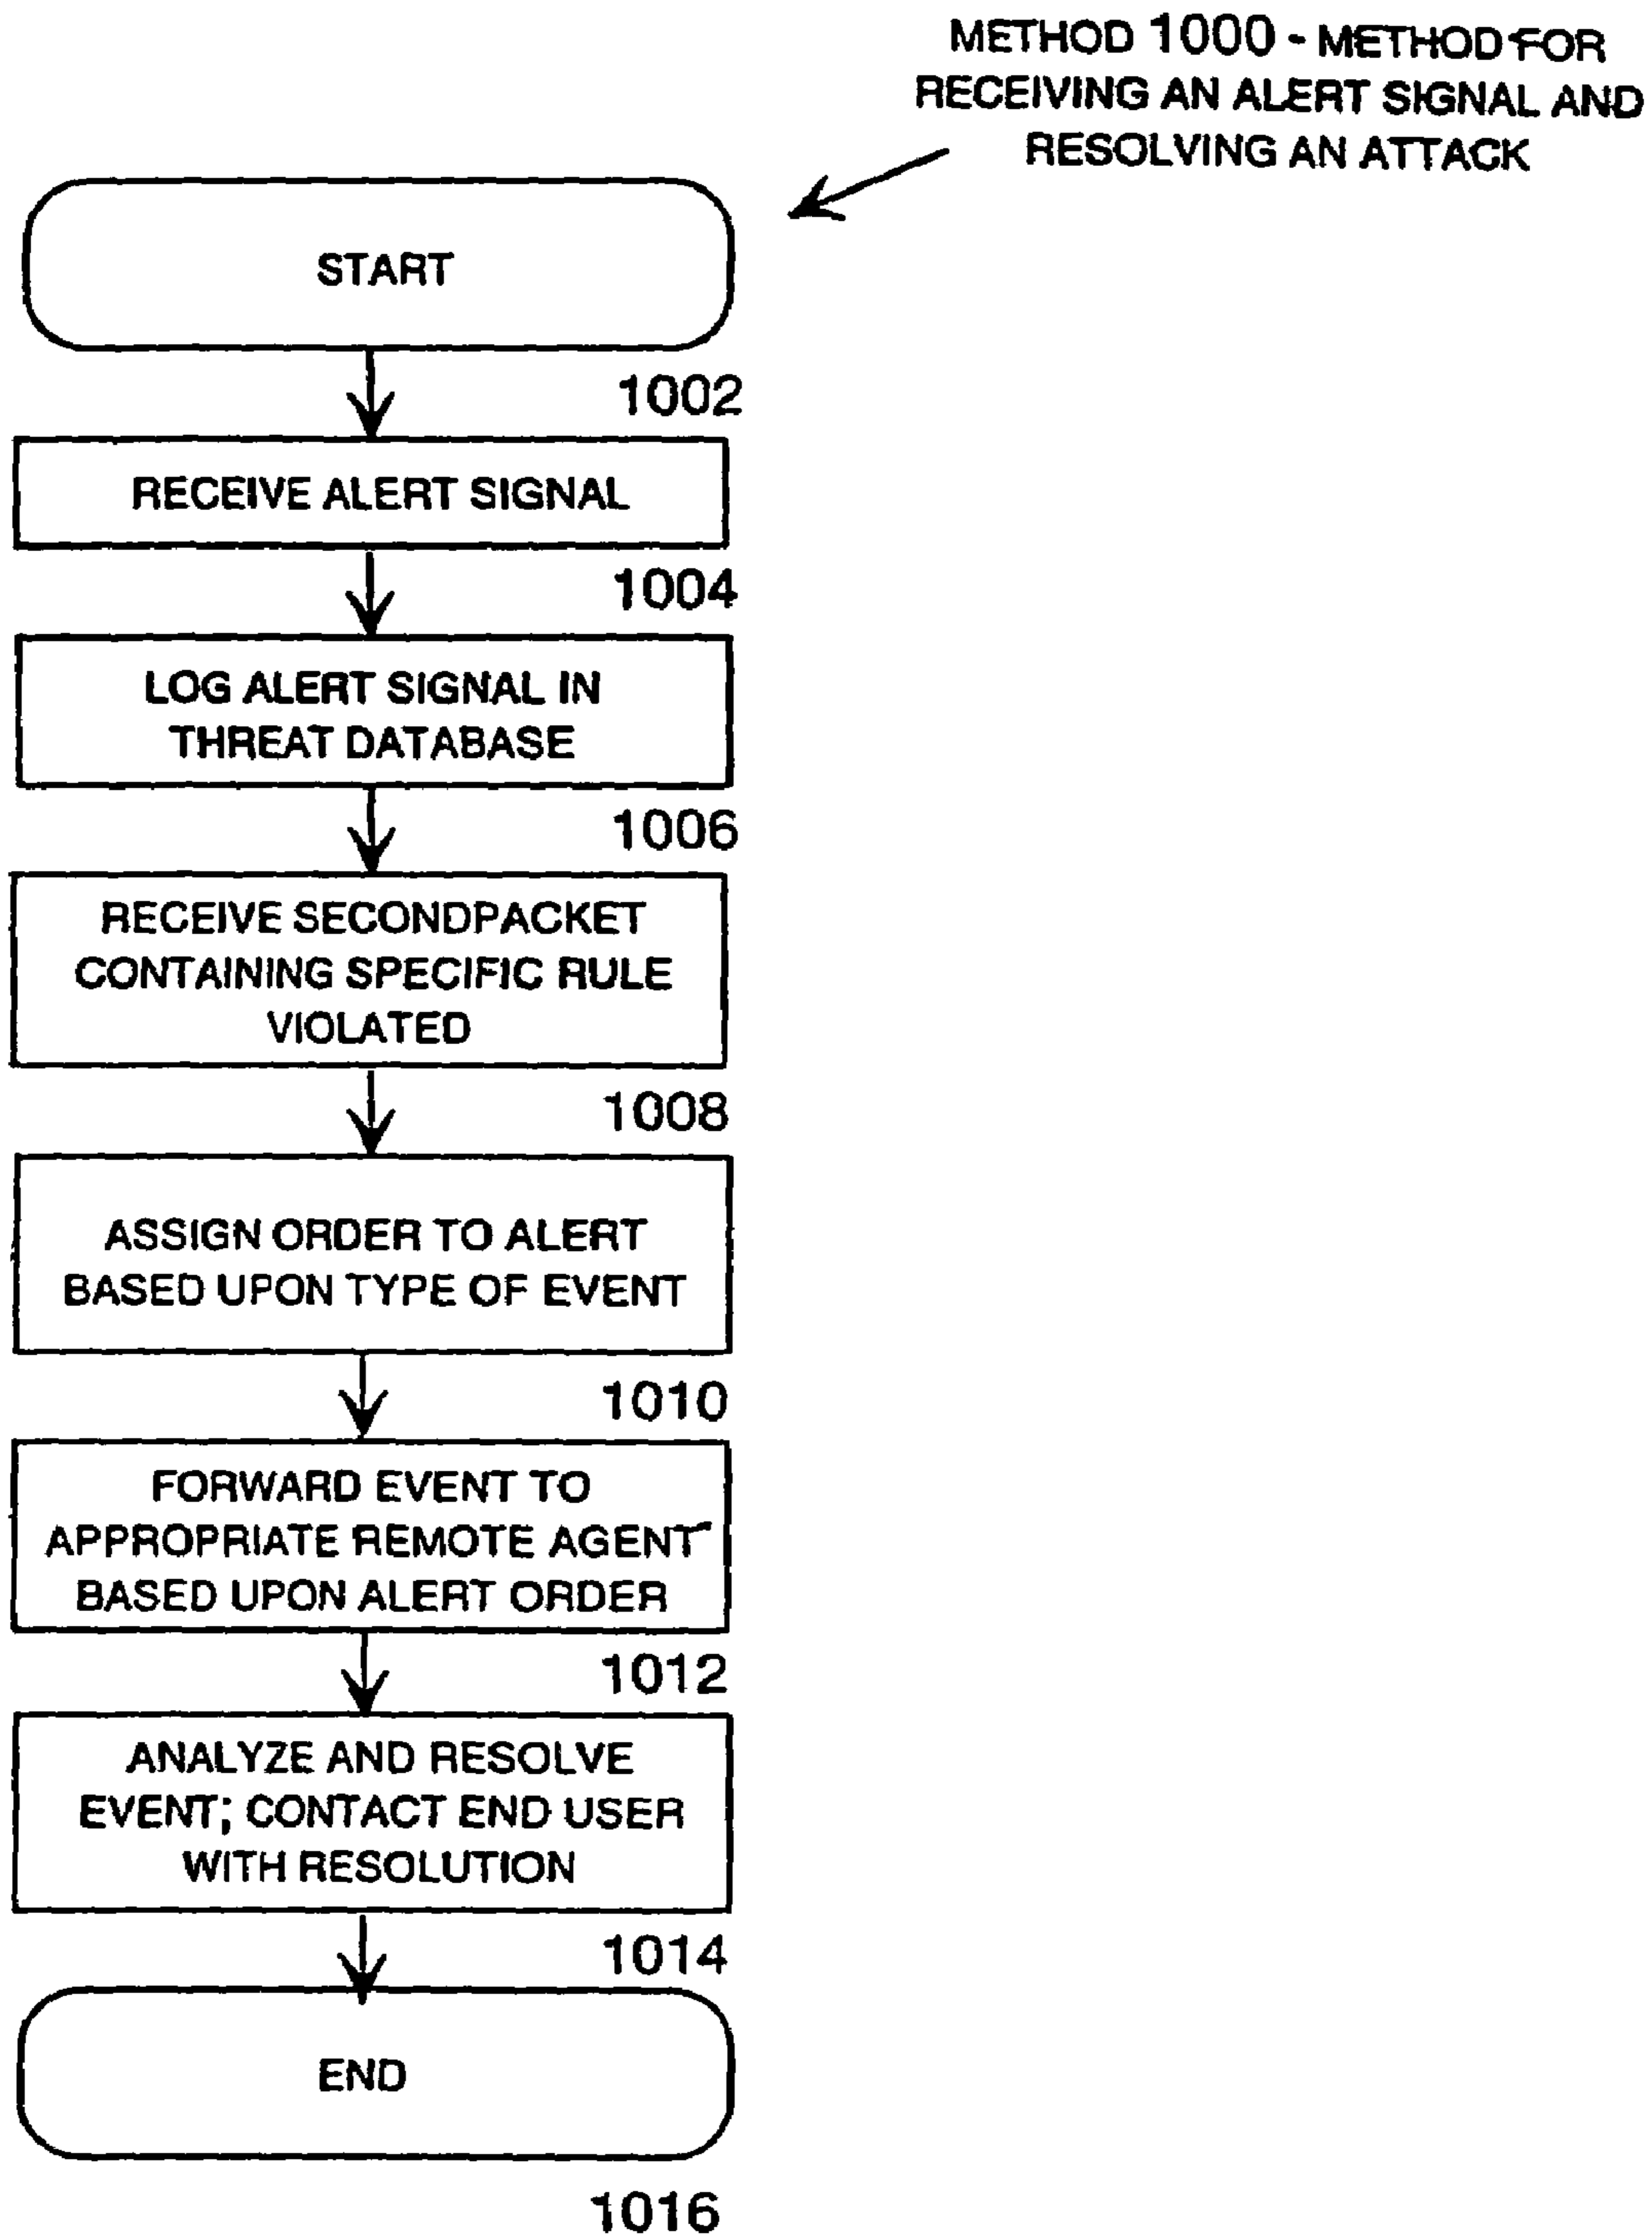 METHOD 1000 - METHOD FOR
RECEIVING AN ALERT SIGNAL AND
RESOLVING AN ATTACK
START
1002
RECEIVE ALERT SIGNAL
1004
LOG ALERT SIGNAL IN
THREAT DATABASE
1006
RECEIVE SECONDPACKET
CONTAINING SPECIFIC RULE
VIOLATED
1008
ASSIGN ORDER TO ALERT
BASED UPON TYPE OF EVENT
1010
FORWARD EVENT TO
APPROPRIATE REMOTE AGENT
BASED UPON ALERT ORDER
1012
ANALYZE AND RESOLVE
EVENT; CONTACT END USER
WITH RESOLUTION
1014
END
1016